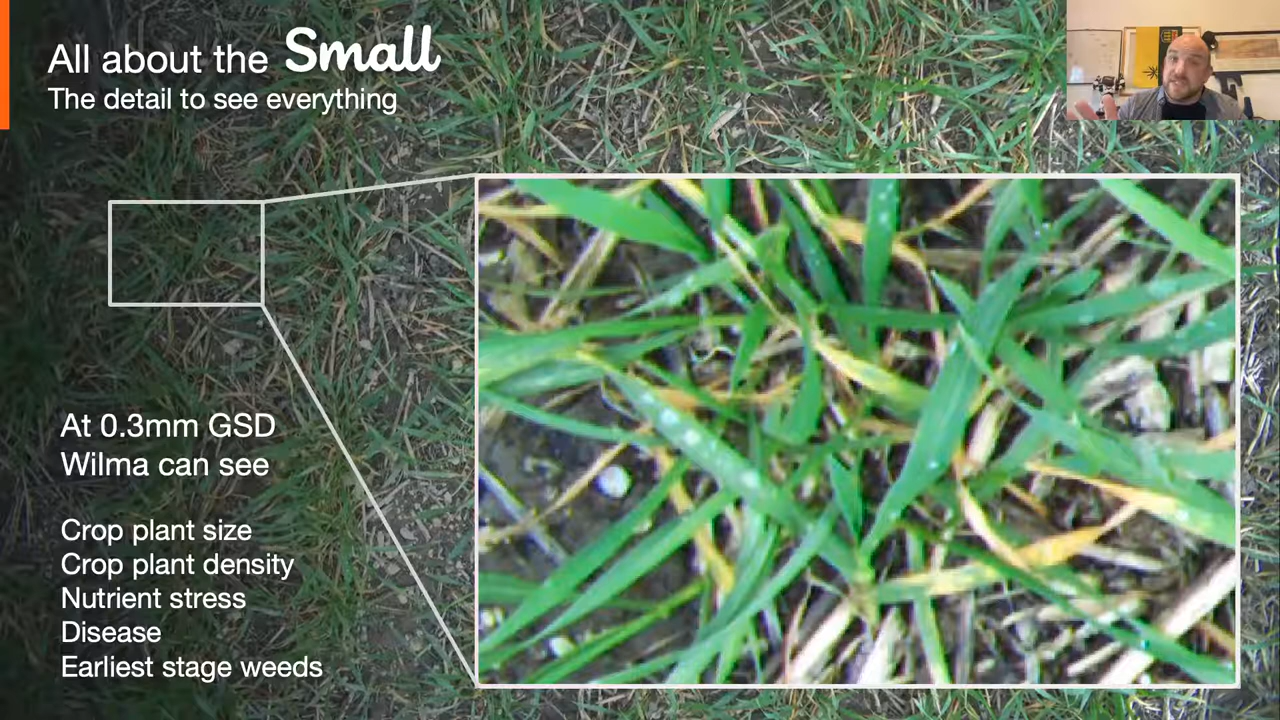 All about the Small
The detail to see everything
At 0.3mm GSD
Wilma can see
Crop plant size
Crop plant density
Nutrient stress
Disease
Earliest stage weeds